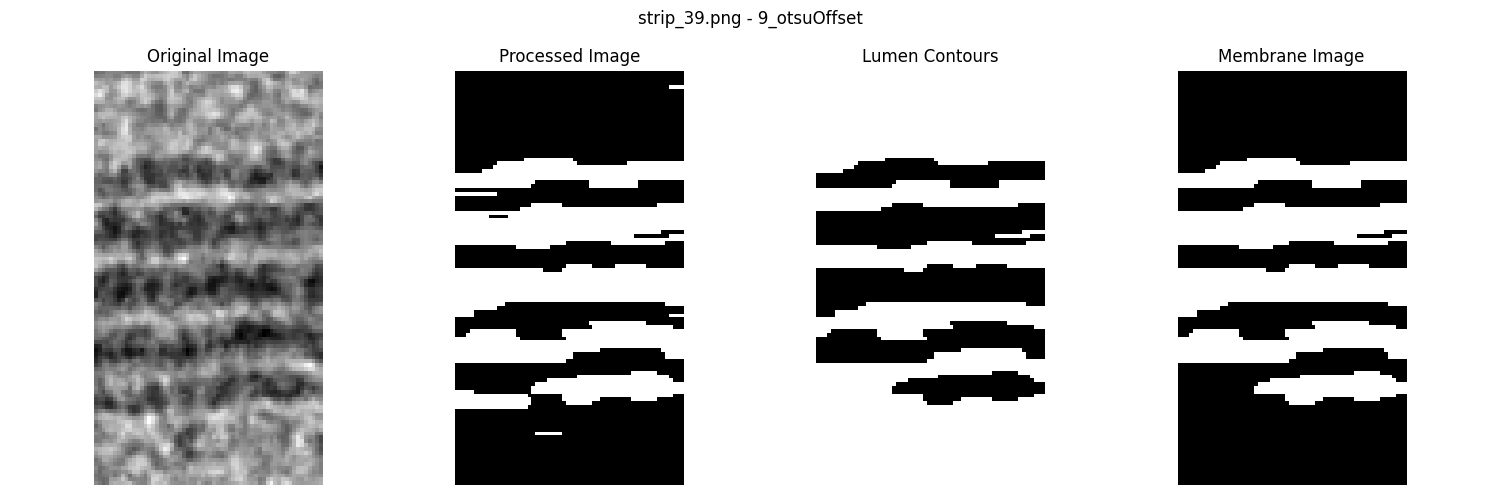 strip_39.png - 9_otsuOffset
Original Image
Processed Image
Lumen Contours
Membrane Image